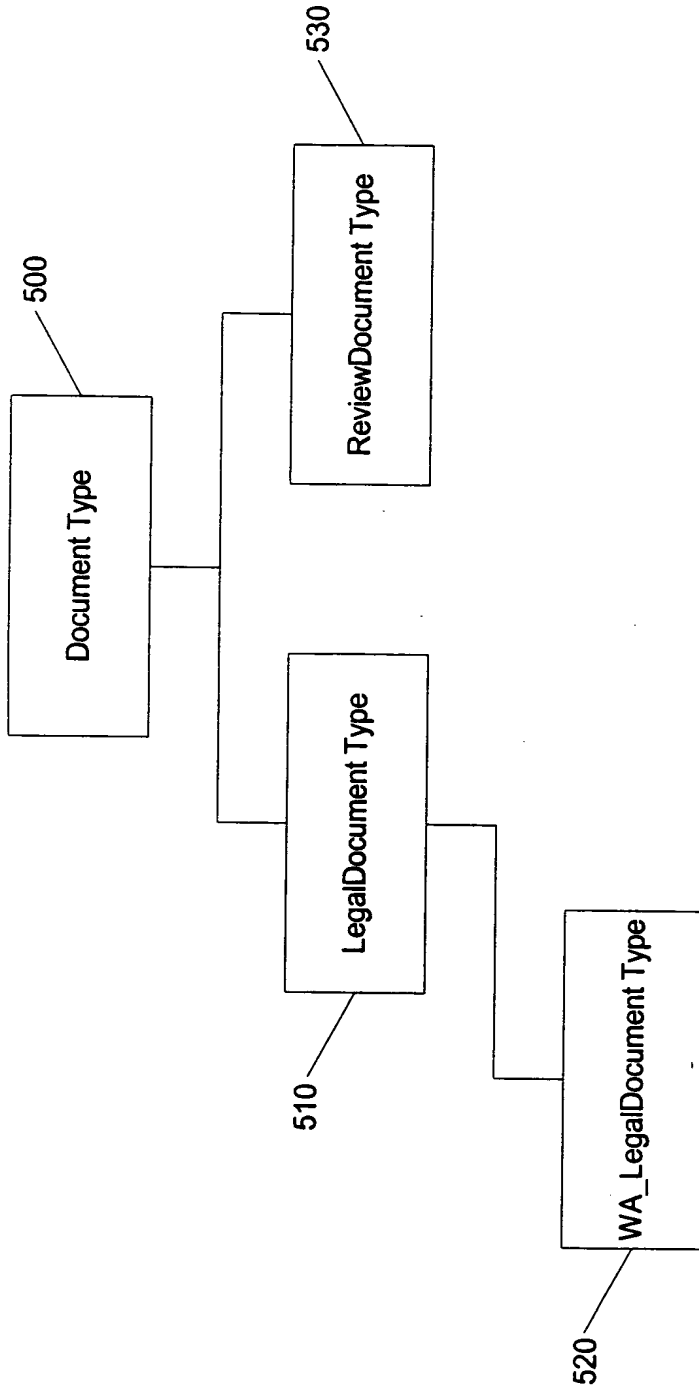 500
Document Type
530
ReviewDocument Type
LegalDocument Type
510
WA_LegalDocument Type
520